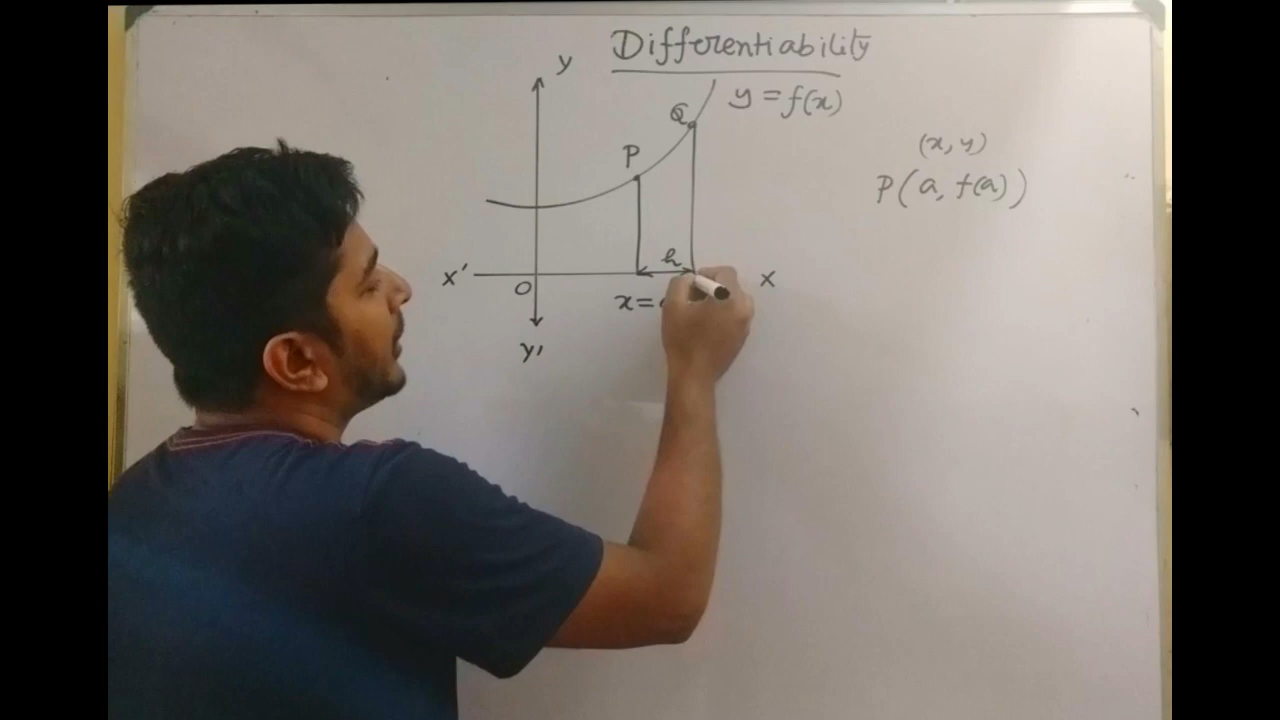 Differentiability
y
y = f(x)
Q
(x, y)
P
P(a, f(a))
h
x'
x
O
x =
y'